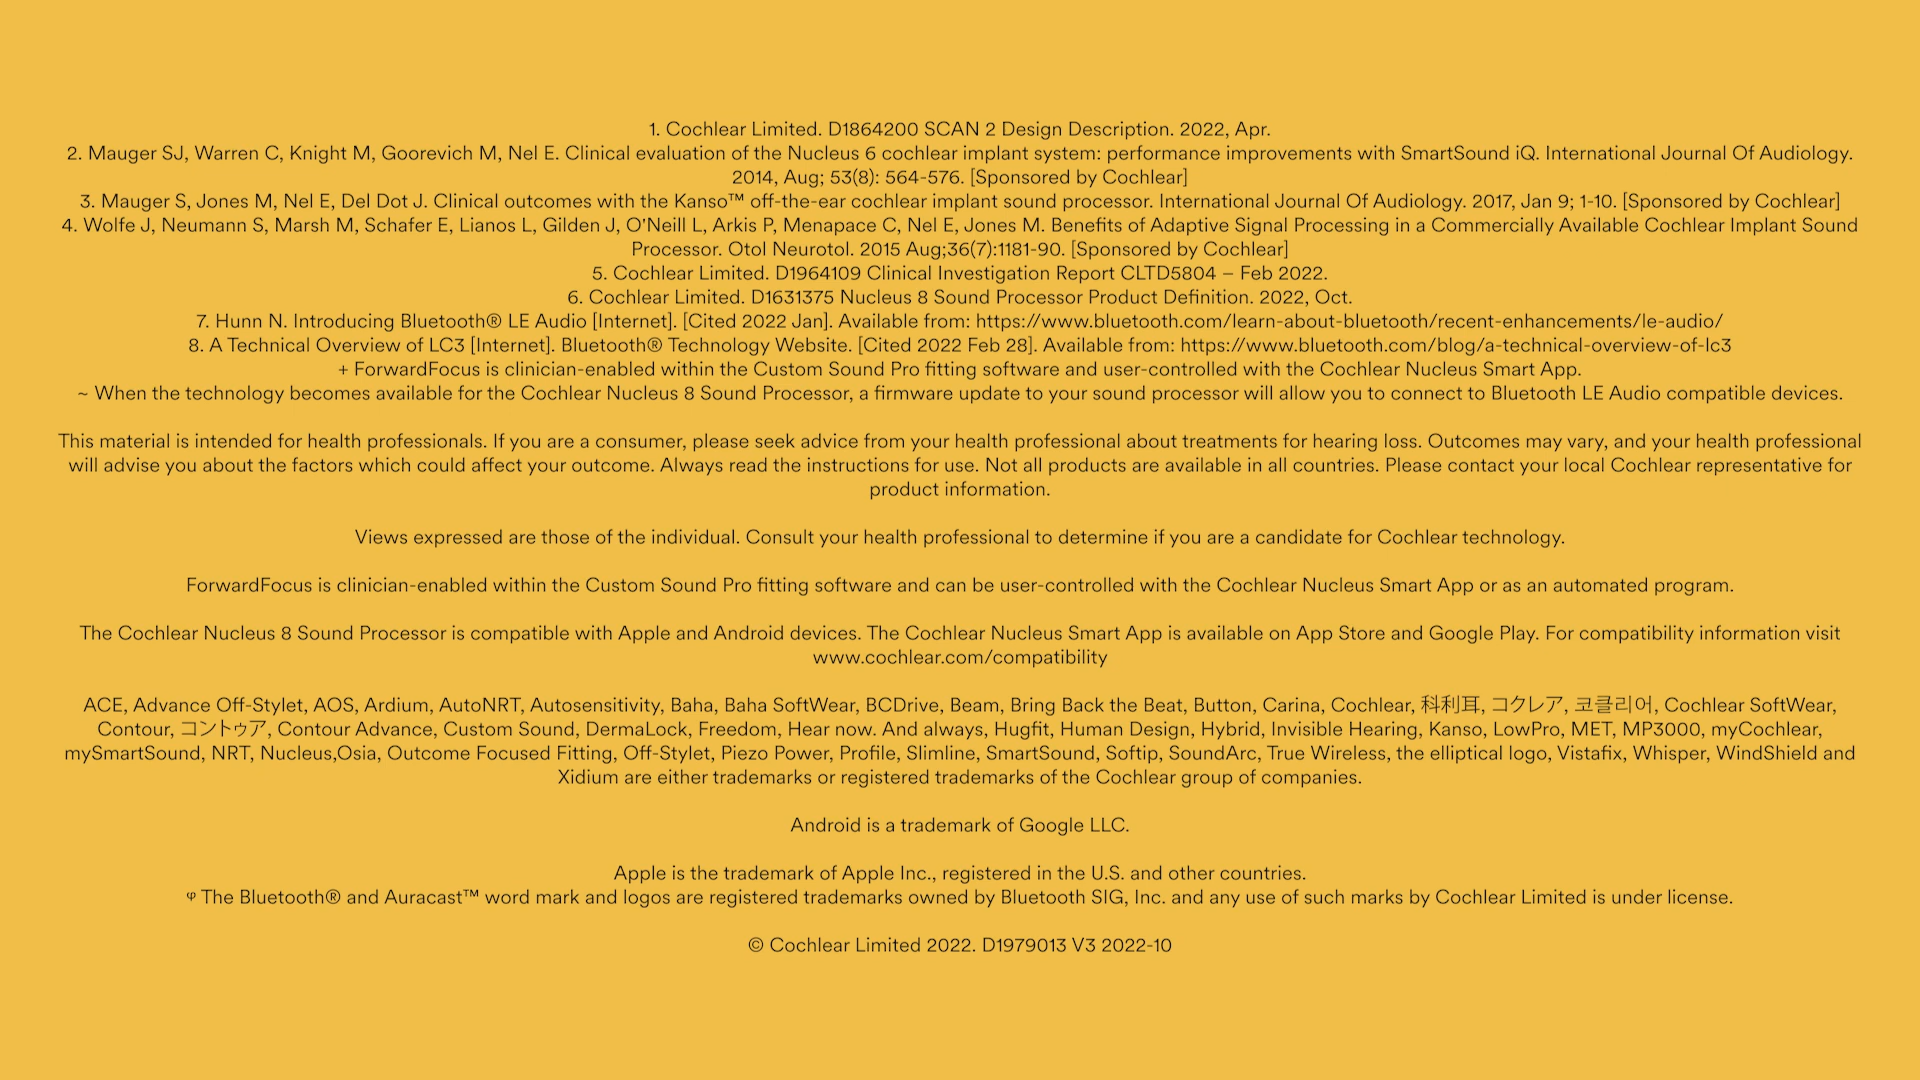 1. Cochlear Limited. D1864200 SCAN 2 Design Description. 2022, Apr.
2. Mauger SJ, Warren C, Knight M, Goorevich M, Nel E. Clinical evaluation of the Nucleus 6 cochlear implant system: performance improvements with SmartSound iQ. International Journal Of Audiology.
2014, Aug; 53(8): 564-576. [Sponsored by Cochlear]
3. Mauger S, Jones M, Nel E, Del Dot J. Clinical outcomes with the Kanso™ off-the-ear cochlear implant sound processor. International Journal Of Audiology. 2017, Jan 9; 1-10. [Sponsored by Cochlear]
4. Wolfe J, Neumann S, Marsh M, Schafer E, Lianos L, Gilden J, O'Neill L, Arkis P, Menapace C, Nel E, Jones M. Benefits of Adaptive Signal Processing in a Commercially Available Cochlear Implant Sound
Processor. Otol Neurotol. 2015 Aug;36(7):1181-90. [Sponsored by Cochlear]
5. Cochlear Limited. D1964109 Clinical Investigation Report CLTD5804 – Feb 2022.
6. Cochlear Limited. D1631375 Nucleus 8 Sound Processor Product Definition. 2022, Oct.
7. Hunn N. Introducing Bluetooth® LE Audio [Internet]. [Cited 2022 Jan]. Available from: https://www.bluetooth.com/learn-about-bluetooth/recent-enhancements/le-audio/
8. A Technical Overview of LC3 [Internet]. Bluetooth® Technology Website. [Cited 2022 Feb 28]. Available from: https://www.bluetooth.com/blog/a-technical-overview-of-lc3
+ ForwardFocus is clinician-enabled within the Custom Sound Pro fitting software and user-controlled with the Cochlear Nucleus Smart App.
~ When the technology becomes available for the Cochlear Nucleus 8 Sound Processor, a firmware update to your sound processor will allow you to connect to Bluetooth LE Audio compatible devices.
This material is intended for health professionals. If you are a consumer, please seek advice from your health professional about treatments for hearing loss. Outcomes may vary, and your health professional
will advise you about the factors which could affect your outcome. Always read the instructions for use. Not all products are available in all countries. Please contact your local Cochlear representative for
product information.
Views expressed are those of the individual. Consult your health professional to determine if you are a candidate for Cochlear technology.
ForwardFocus is clinician-enabled within the Custom Sound Pro fitting software and can be user-controlled with the Cochlear Nucleus Smart App or as an automated program.
The Cochlear Nucleus 8 Sound Processor is compatible with Apple and Android devices. The Cochlear Nucleus Smart App is available on App Store and Google Play. For compatibility information visit
www.cochlear.com/compatibility
ACE, Advance Off-Stylet, AOS, Ardium, AutoNRT, Autosensitivity, Baha, Baha SoftWear, BCDrive, Beam, Bring Back the Beat, Button, Carina, Cochlear, 科利耳, コクレア, 코클리어, Cochlear SoftWear,
Contour, コントゥア, Contour Advance, Custom Sound, DermaLock, Freedom, Hear now. And always, Hugfit, Human Design, Hybrid, Invisible Hearing, Kanso, LowPro, MET, MP3000, myCochlear,
mySmartSound, NRT, Nucleus,Osia, Outcome Focused Fitting, Off-Stylet, Piezo Power, Profile, Slimline, SmartSound, Softip, SoundArc, True Wireless, the elliptical logo, Vistafix, Whisper, WindShield and
Xidium are either trademarks or registered trademarks of the Cochlear group of companies.
Android is a trademark of Google LLC.
Apple is the trademark of Apple Inc., registered in the U.S. and other countries.
ᵠ The Bluetooth® and Auracast™ word mark and logos are registered trademarks owned by Bluetooth SIG, Inc. and any use of such marks by Cochlear Limited is under license.
© Cochlear Limited 2022. D1979013 V3 2022-10